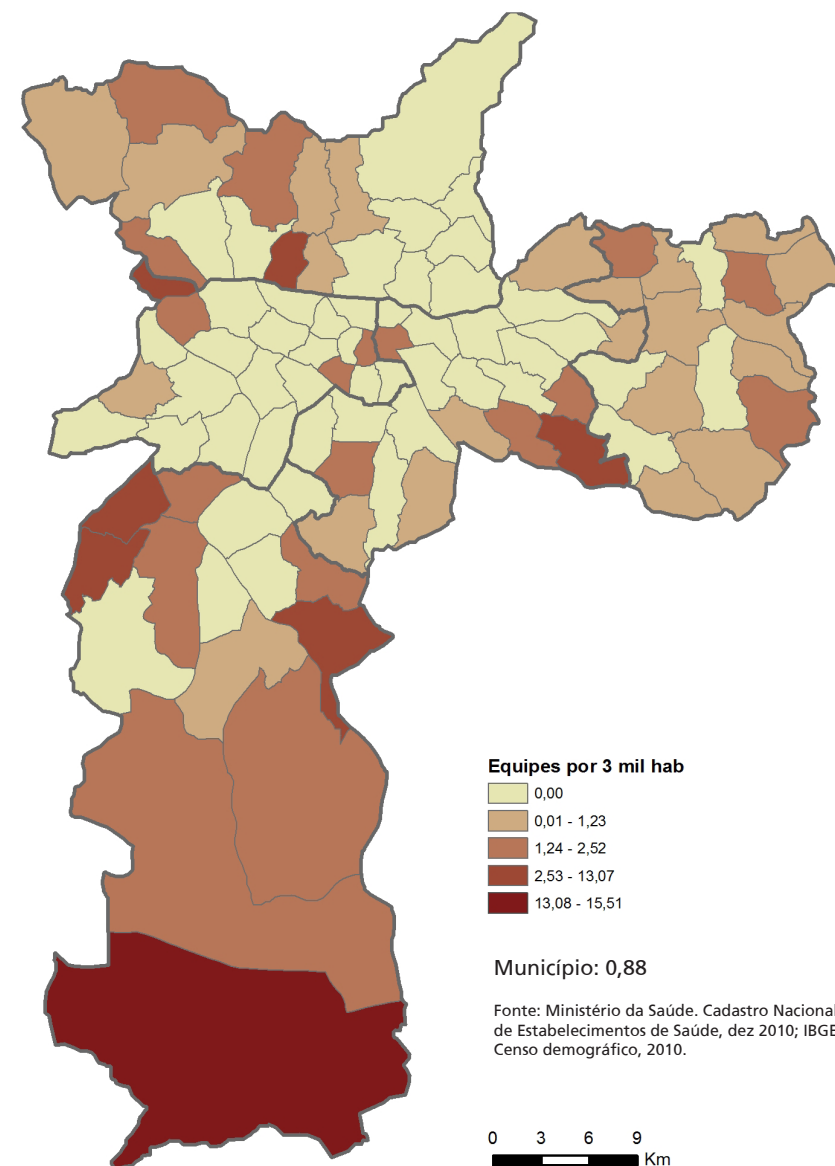 Equipes por 3 mil hab
0,00
0,01 - 1,23
1,24 - 2,52
2,53 - 13,07
13,08 - 15,51
Município: 0,88
Fonte: Ministério da Saúde. Cadastro Nacional
de Estabelecimentos de Saúde, dez 2010; IBGE
Censo demográfico, 2010.
0 3 6 9
Km